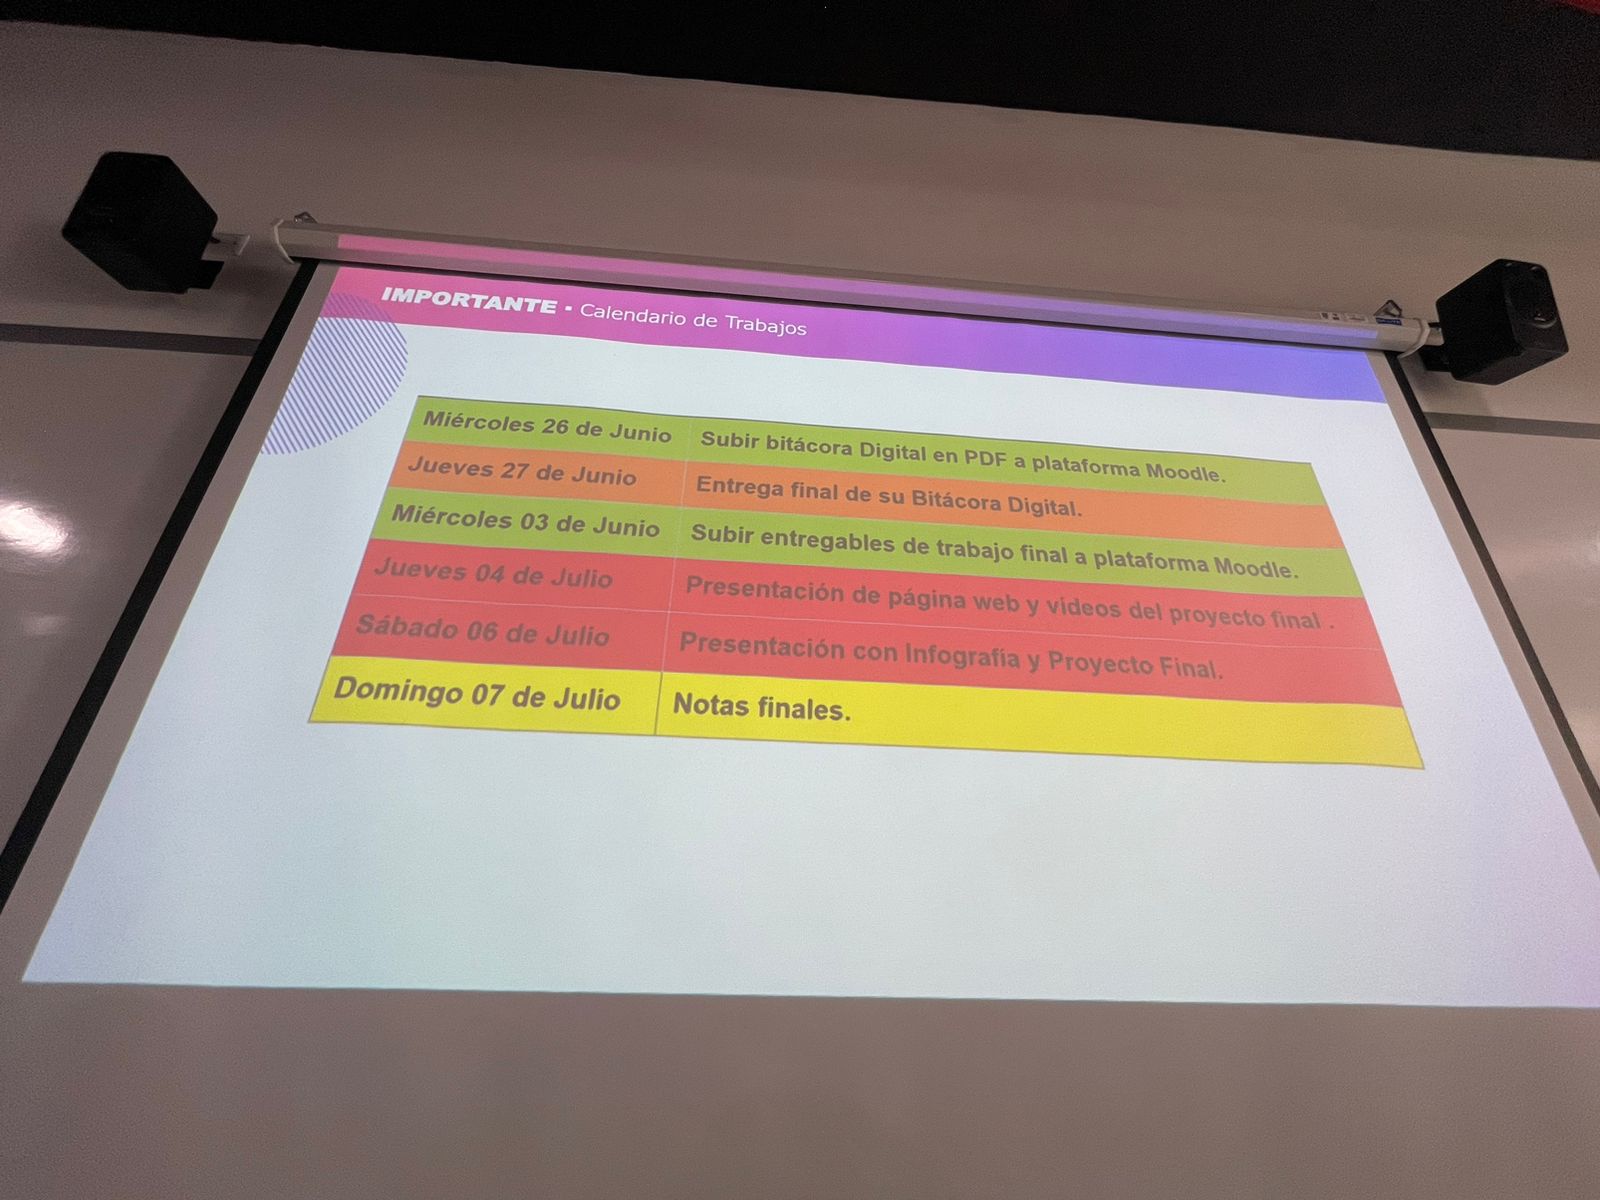 IMPORTANTE • Calendario de Trabajos
Miércoles 26 de Junio Subir bitácora Digital en PDF a plataforma Moodle.
Jueves 27 de Junio Entrega final de su Bitácora Digital.
Miércoles 03 de Junio Subir entregables de trabajo final a plataforma Moodle.
Jueves 04 de Julio Presentación de página web y videos del proyecto final .
Sábado 06 de Julio Presentación con Infografía y Proyecto Final.
Domingo 07 de Julio Notas finales.